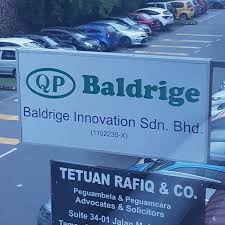 QP Baldrige
Baldrige Innovation Sdn. Bhd.
(1102235-X)
TETUAN RAFIQ & CO.
Peguambela & Peguamcara
Advocates & Solicitors
Suite 34-01 Jalan